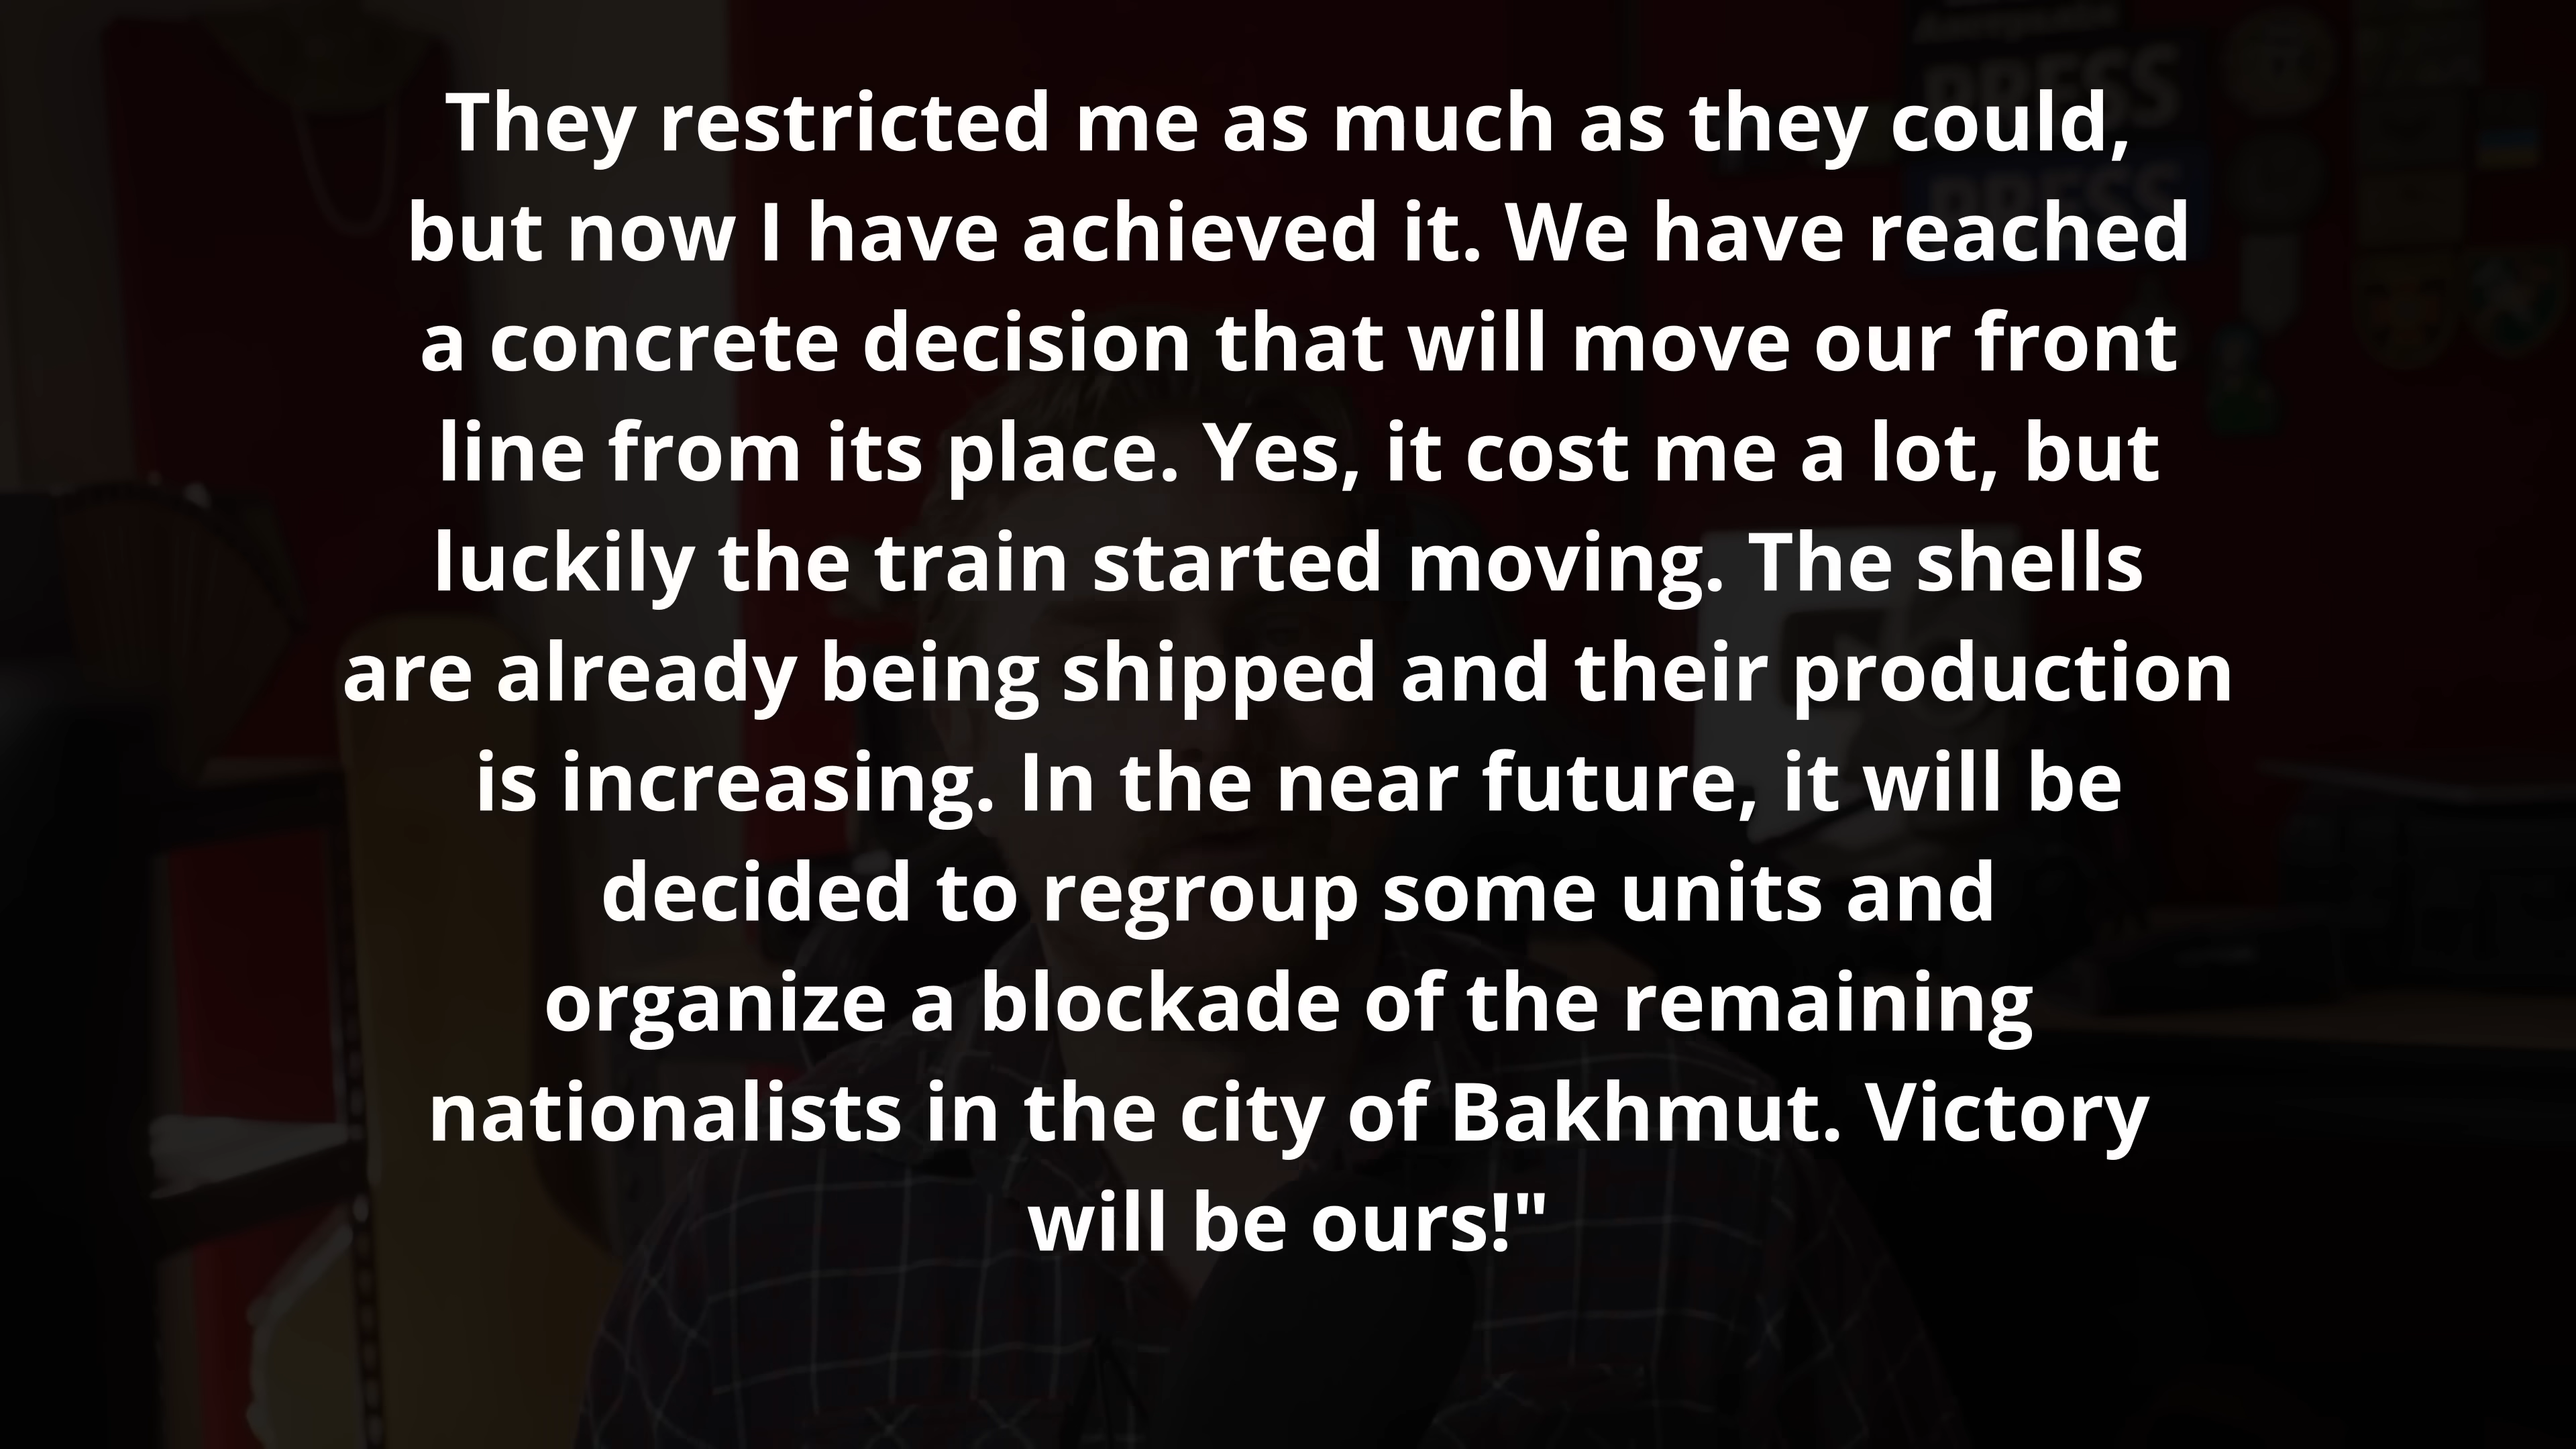 PRESS
PRESS
They restricted me as much as they could,
but now I have achieved it. We have reached
a concrete decision that will move our front
line from its place. Yes, it cost me a lot, but
luckily the train started moving. The shells
are already being shipped and their production
is increasing. In the near future, it will be
decided to regroup some units and
organize a blockade of the remaining
nationalists in the city of Bakhmut. Victory
will be ours!"